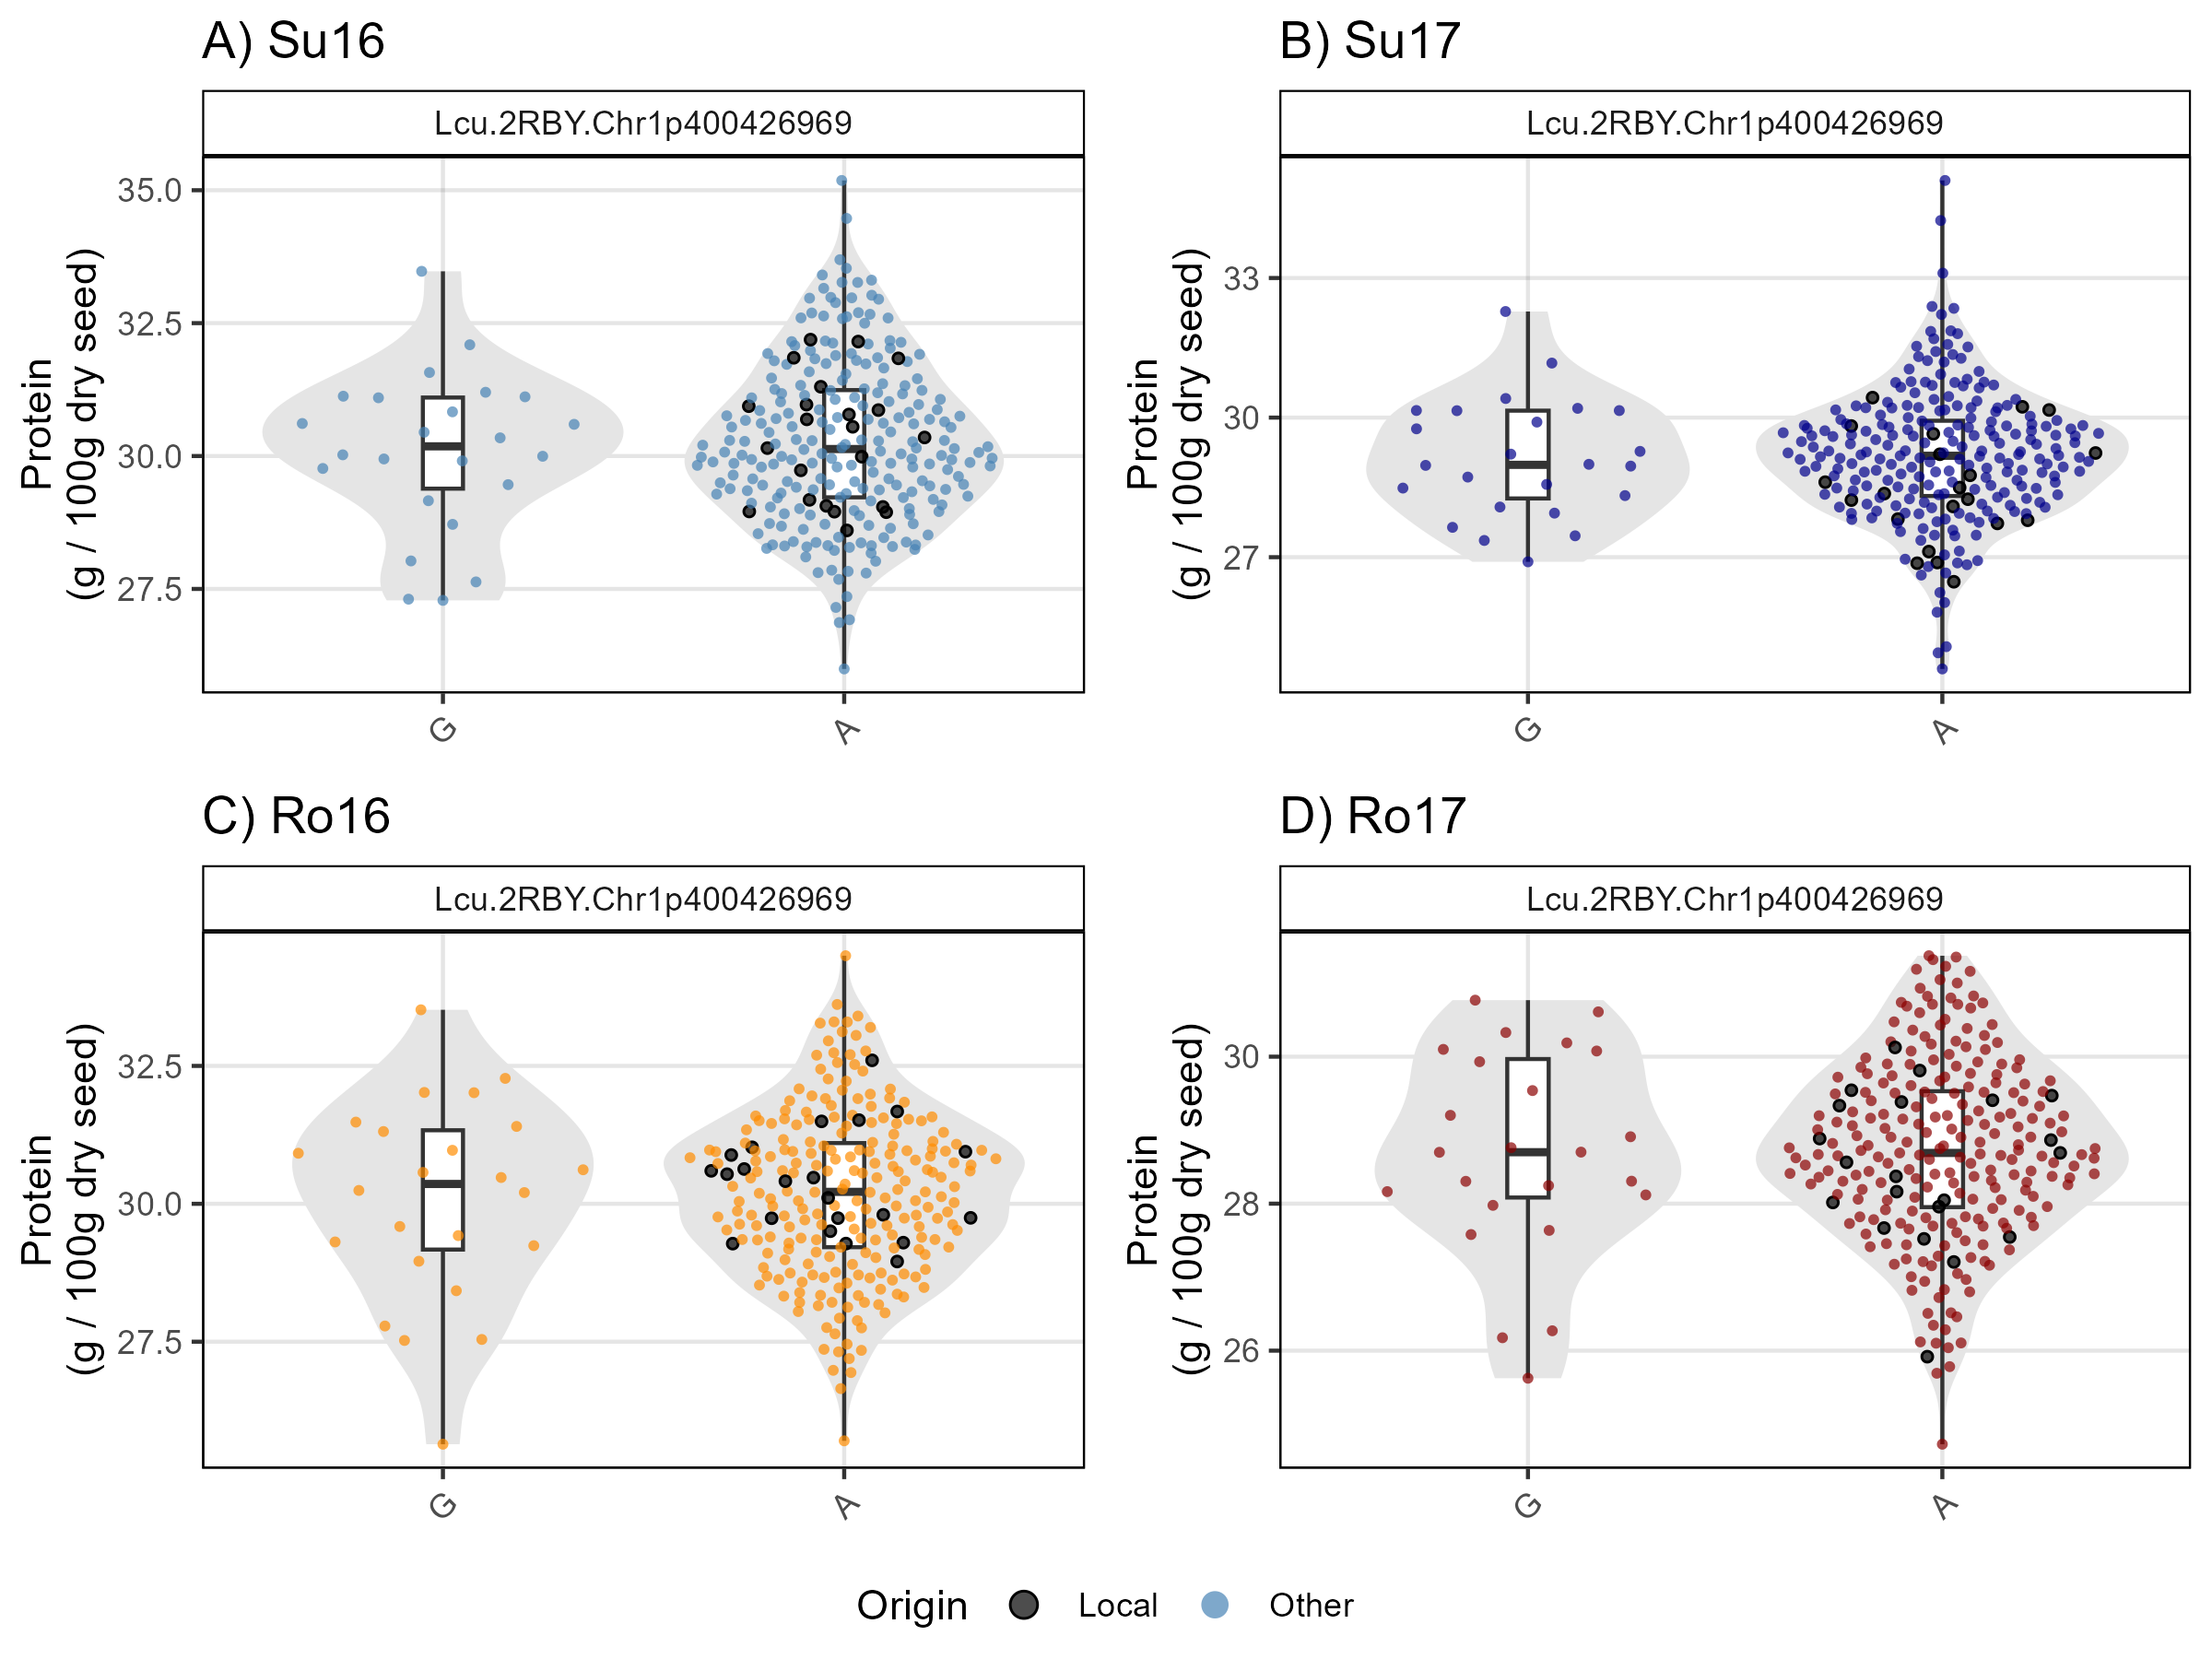 A) Su16
Lcu.2RBY.Chr1p400426969
Protein
(g / 100g dry seed)
35.0
32.5
30.0
27.5
G
A
B) Su17
Lcu.2RBY.Chr1p400426969
Protein
(g / 100g dry seed)
33
30
27
G
A
C) Ro16
Lcu.2RBY.Chr1p400426969
Protein
(g / 100g dry seed)
32.5
30.0
27.5
G
A
D) Ro17
Lcu.2RBY.Chr1p400426969
Protein
(g / 100g dry seed)
30
28
26
G
A
Origin Local Other